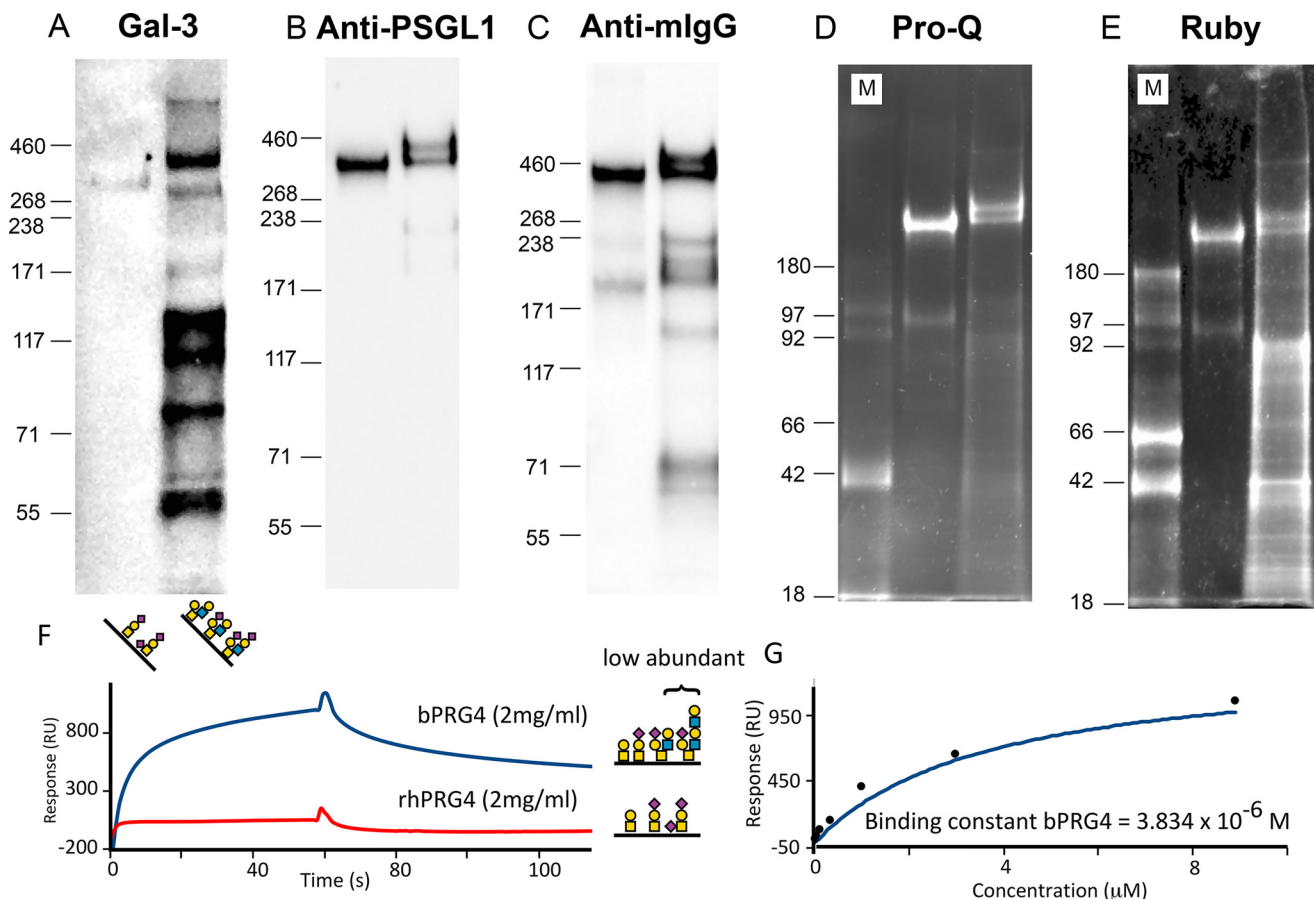 A Gal-3
B Anti-PSGL1
C Anti-mIgG
D Pro-Q
E Ruby
460
268
238
171
117
71
55
460
268
238
171
117
71
55
460
268
238
171
117
71
55
M
180
97
92
66
42
18
M
180
97
92
66
42
18
F
Response (RU)
800
300
-200
bPRG4 (2mg/ml)
rhPRG4 (2mg/ml)
0 40 80 100
Time (s)
low abundant
G
Response (RU)
950
450
-50
Binding constant bPRG4 = 3.834 x 10⁻⁶ M
0 4 8
Concentration (µM)